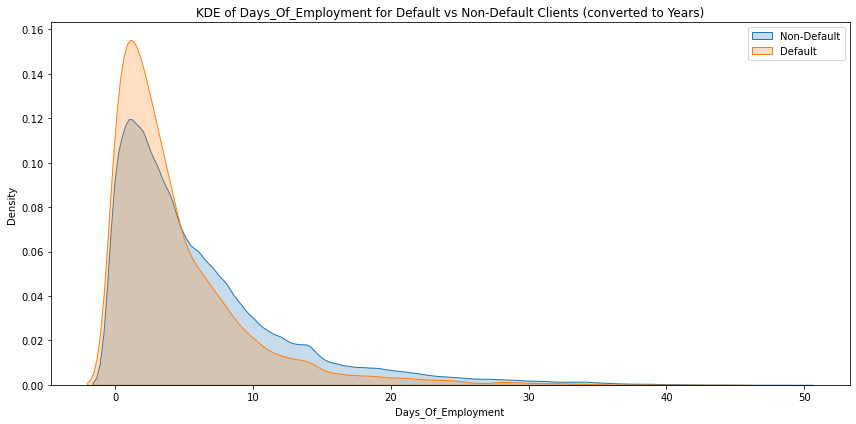 KDE of Days_Of_Employment for Default vs Non-Default Clients (converted to Years)
Non-Default
Default
0.16
0.14
0.12
0.10
0.08
0.06
0.04
0.02
0.00
Density
0 10 20 30 40 50
Days_Of_Employment